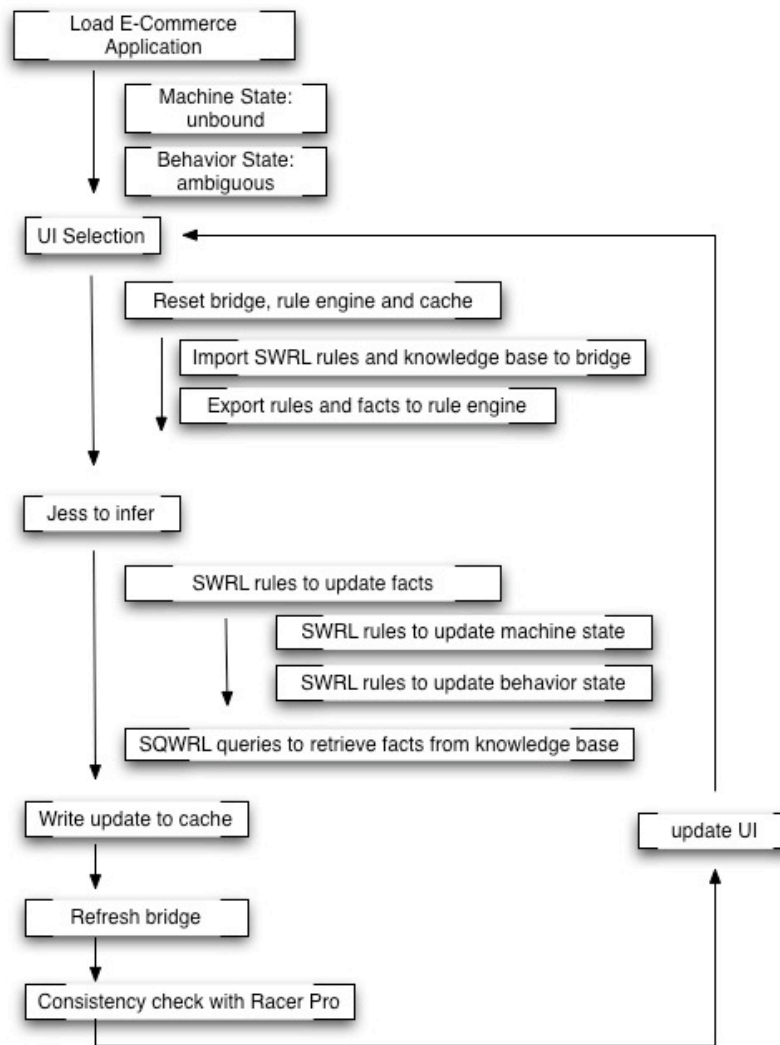 Load E-Commerce
Application
Machine State:
unbound
Behavior State:
ambiguous
UI Selection
Reset bridge, rule engine and cache
Import SWRL rules and knowledge base to bridge
Export rules and facts to rule engine
Jess to infer
SWRL rules to update facts
SWRL rules to update machine state
SWRL rules to update behavior state
SQWRL queries to retrieve facts from knowledge base
Write update to cache
update UI
Refresh bridge
Consistency check with Racer Pro